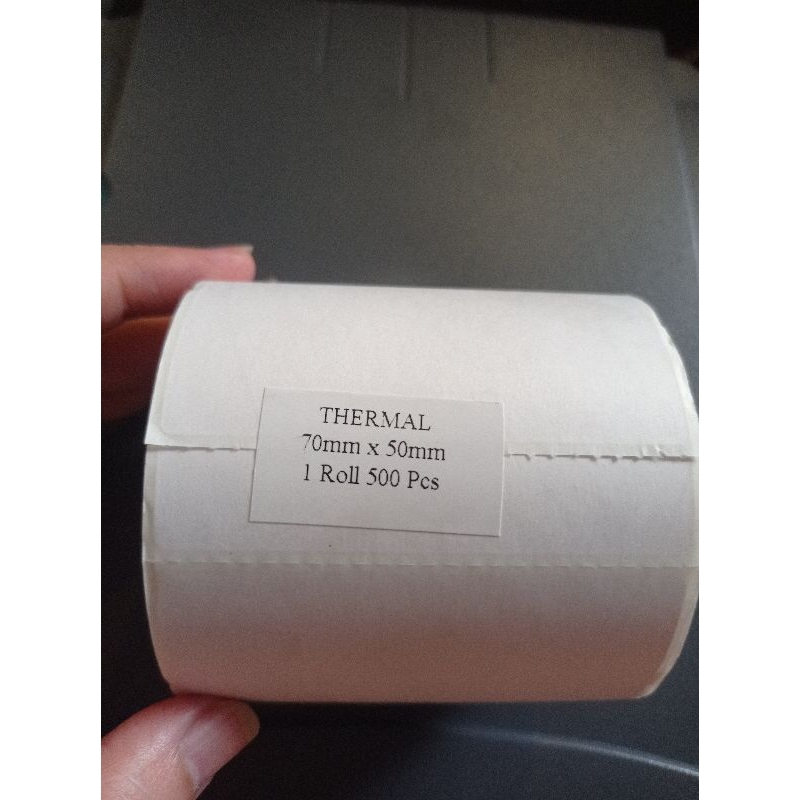 THERMAL
70mm x 50mm
1 Roll 500 Pcs